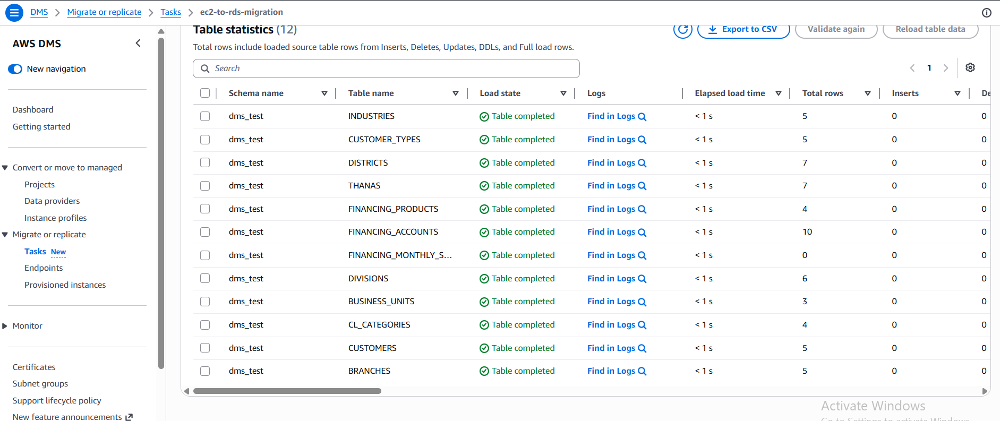 DMS > Migrate or replicate > Tasks > ec2-to-rds-migration
AWS DMS
New navigation
Dashboard
Getting started
Convert or move to managed
Projects
Data providers
Instance profiles
Migrate or replicate
Tasks New
Endpoints
Provisioned instances
Monitor
Certificates
Subnet groups
Support lifecycle policy
New feature announcements
Table statistics (12)
Export to CSV
Validate again
Reload table data
Total rows include loaded source table rows from Inserts, Deletes, Updates, DDLs, and Full load rows.
Search
1
Schema name Table name Load state Logs Elapsed load time Total rows Inserts De
dms_test INDUSTRIES Table completed Find in Logs < 1 s 5 0 0
dms_test CUSTOMER_TYPES Table completed Find in Logs < 1 s 5 0 0
dms_test DISTRICTS Table completed Find in Logs < 1 s 7 0 0
dms_test THANAS Table completed Find in Logs < 1 s 7 0 0
dms_test FINANCING_PRODUCTS Table completed Find in Logs < 1 s 4 0 0
dms_test FINANCING_ACCOUNTS Table completed Find in Logs < 1 s 10 0 0
dms_test FINANCING_MONTHLY_S... Table completed Find in Logs < 1 s 0 0 0
dms_test DIVISIONS Table completed Find in Logs < 1 s 6 0 0
dms_test BUSINESS_UNITS Table completed Find in Logs < 1 s 3 0 0
dms_test CL_CATEGORIES Table completed Find in Logs < 1 s 4 0 0
dms_test CUSTOMERS Table completed Find in Logs < 1 s 5 0 0
dms_test BRANCHES Table completed Find in Logs < 1 s 5 0 0
Activate Windows
Go to Settings to activate Windows.